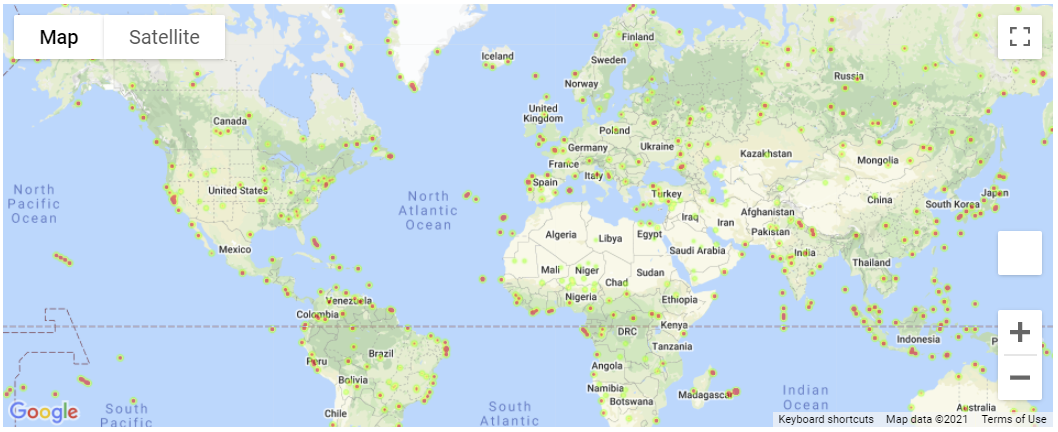 Map
Satellite
Iceland
Finland
Sweden
Norway
Russia
Canada
United
Kingdom
Poland
Germany
Ukraine
Kazakhstan
France
Mongolia
Italy
Spain
Turkey
North
Pacific
Ocean
United States
North
Atlantic
Ocean
China
Japan
South Korea
Iraq
Iran
Afghanistan
Pakistan
Algeria
Libya
Egypt
Mexico
Saudi Arabia
India
Thailand
Mali
Niger
Chad
Sudan
Nigeria
Ethiopia
Venezuela
Colombia
DRC
Kenya
Tanzania
Indonesia
P
Peru
Brazil
Angola
Bolivia
Namibia
Botswana
Madagascar
Indian
Ocean
Chile
South
Pacific
South
Atlantic
Australia
Google
Keyboard shortcuts
Map data ©2021
Terms of Use